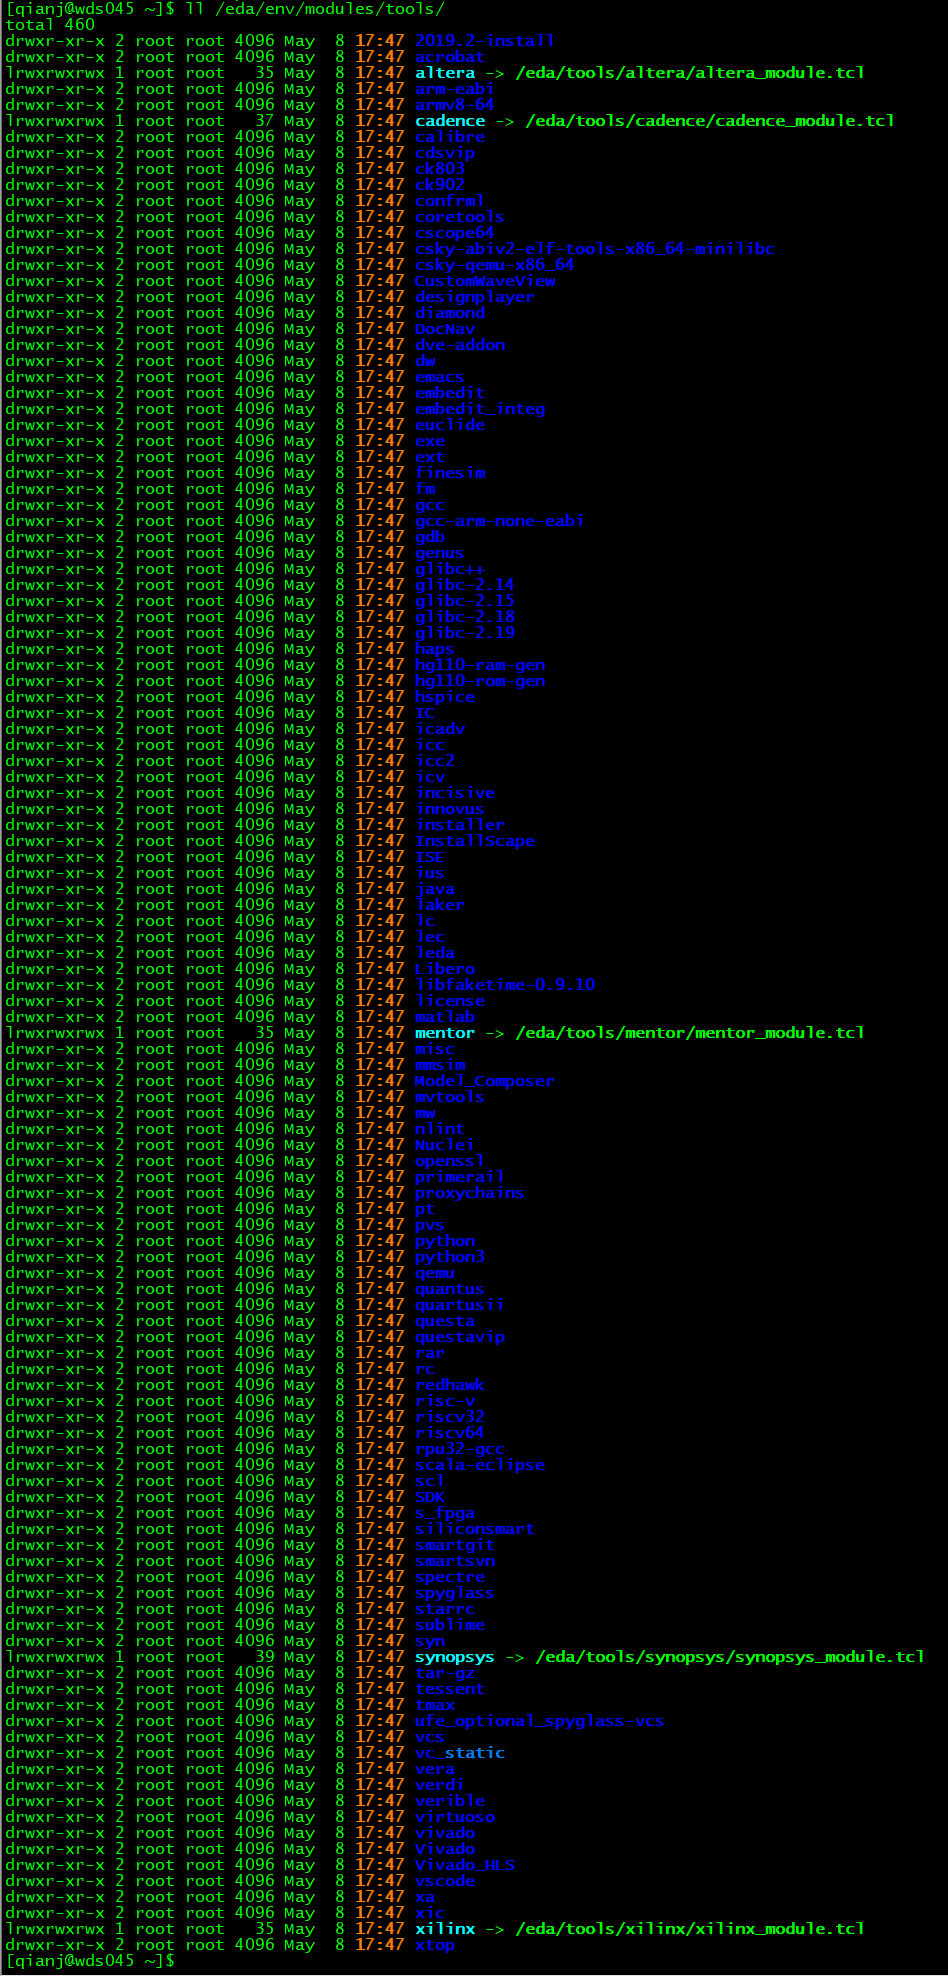 [qianj@wds045 ~]$ ll /eda/env/modules/tools/
total 460
drwxr-xr-x 2 root root 4096 May  8 17:47 2019.2-install
drwxr-xr-x 2 root root 4096 May  8 17:47 acrobat
lrwxrwxrwx 1 root root   35 May  8 17:47 altera -> /eda/tools/altera/altera_module.tcl
drwxr-xr-x 2 root root 4096 May  8 17:47 arm-eabi
drwxr-xr-x 2 root root 4096 May  8 17:47 armv8-64
lrwxrwxrwx 1 root root   37 May  8 17:47 cadence -> /eda/tools/cadence/cadence_module.tcl
drwxr-xr-x 2 root root 4096 May  8 17:47 calibre
drwxr-xr-x 2 root root 4096 May  8 17:47 cdsvip
drwxr-xr-x 2 root root 4096 May  8 17:47 ck803
drwxr-xr-x 2 root root 4096 May  8 17:47 ck902
drwxr-xr-x 2 root root 4096 May  8 17:47 confrml
drwxr-xr-x 2 root root 4096 May  8 17:47 coretools
drwxr-xr-x 2 root root 4096 May  8 17:47 cscope64
drwxr-xr-x 2 root root 4096 May  8 17:47 csky-abiv2-elf-tools-x86_64-minilibc
drwxr-xr-x 2 root root 4096 May  8 17:47 csky-qemu-x86_64
drwxr-xr-x 2 root root 4096 May  8 17:47 CustomWaveView
drwxr-xr-x 2 root root 4096 May  8 17:47 designplayer
drwxr-xr-x 2 root root 4096 May  8 17:47 diamond
drwxr-xr-x 2 root root 4096 May  8 17:47 DocNav
drwxr-xr-x 2 root root 4096 May  8 17:47 dve-addon
drwxr-xr-x 2 root root 4096 May  8 17:47 dw
drwxr-xr-x 2 root root 4096 May  8 17:47 emacs
drwxr-xr-x 2 root root 4096 May  8 17:47 embedit
drwxr-xr-x 2 root root 4096 May  8 17:47 embedit_integ
drwxr-xr-x 2 root root 4096 May  8 17:47 euclide
drwxr-xr-x 2 root root 4096 May  8 17:47 exe
drwxr-xr-x 2 root root 4096 May  8 17:47 ext
drwxr-xr-x 2 root root 4096 May  8 17:47 finesim
drwxr-xr-x 2 root root 4096 May  8 17:47 fm
drwxr-xr-x 2 root root 4096 May  8 17:47 gcc
drwxr-xr-x 2 root root 4096 May  8 17:47 gcc-arm-none-eabi
drwxr-xr-x 2 root root 4096 May  8 17:47 gdb
drwxr-xr-x 2 root root 4096 May  8 17:47 genus
drwxr-xr-x 2 root root 4096 May  8 17:47 glibc++
drwxr-xr-x 2 root root 4096 May  8 17:47 glibc-2.14
drwxr-xr-x 2 root root 4096 May  8 17:47 glibc-2.15
drwxr-xr-x 2 root root 4096 May  8 17:47 glibc-2.18
drwxr-xr-x 2 root root 4096 May  8 17:47 glibc-2.19
drwxr-xr-x 2 root root 4096 May  8 17:47 haps
drwxr-xr-x 2 root root 4096 May  8 17:47 hg110-ram-gen
drwxr-xr-x 2 root root 4096 May  8 17:47 hg110-rom-gen
drwxr-xr-x 2 root root 4096 May  8 17:47 hspice
drwxr-xr-x 2 root root 4096 May  8 17:47 IC
drwxr-xr-x 2 root root 4096 May  8 17:47 icadv
drwxr-xr-x 2 root root 4096 May  8 17:47 icc
drwxr-xr-x 2 root root 4096 May  8 17:47 icc2
drwxr-xr-x 2 root root 4096 May  8 17:47 icv
drwxr-xr-x 2 root root 4096 May  8 17:47 incisive
drwxr-xr-x 2 root root 4096 May  8 17:47 innovus
drwxr-xr-x 2 root root 4096 May  8 17:47 installer
drwxr-xr-x 2 root root 4096 May  8 17:47 InstallScape
drwxr-xr-x 2 root root 4096 May  8 17:47 ISE
drwxr-xr-x 2 root root 4096 May  8 17:47 ius
drwxr-xr-x 2 root root 4096 May  8 17:47 java
drwxr-xr-x 2 root root 4096 May  8 17:47 laker
drwxr-xr-x 2 root root 4096 May  8 17:47 lc
drwxr-xr-x 2 root root 4096 May  8 17:47 lec
drwxr-xr-x 2 root root 4096 May  8 17:47 leda
drwxr-xr-x 2 root root 4096 May  8 17:47 Libero
drwxr-xr-x 2 root root 4096 May  8 17:47 libfaketime-0.9.10
drwxr-xr-x 2 root root 4096 May  8 17:47 license
drwxr-xr-x 2 root root 4096 May  8 17:47 matlab
lrwxrwxrwx 1 root root   35 May  8 17:47 mentor -> /eda/tools/mentor/mentor_module.tcl
drwxr-xr-x 2 root root 4096 May  8 17:47 misc
drwxr-xr-x 2 root root 4096 May  8 17:47 mmsim
drwxr-xr-x 2 root root 4096 May  8 17:47 Model_Composer
drwxr-xr-x 2 root root 4096 May  8 17:47 mvtools
drwxr-xr-x 2 root root 4096 May  8 17:47 mw
drwxr-xr-x 2 root root 4096 May  8 17:47 nlint
drwxr-xr-x 2 root root 4096 May  8 17:47 Nuclei
drwxr-xr-x 2 root root 4096 May  8 17:47 openssl
drwxr-xr-x 2 root root 4096 May  8 17:47 primerail
drwxr-xr-x 2 root root 4096 May  8 17:47 proxychains
drwxr-xr-x 2 root root 4096 May  8 17:47 pt
drwxr-xr-x 2 root root 4096 May  8 17:47 pvs
drwxr-xr-x 2 root root 4096 May  8 17:47 python
drwxr-xr-x 2 root root 4096 May  8 17:47 python3
drwxr-xr-x 2 root root 4096 May  8 17:47 qemu
drwxr-xr-x 2 root root 4096 May  8 17:47 quantus
drwxr-xr-x 2 root root 4096 May  8 17:47 quartusii
drwxr-xr-x 2 root root 4096 May  8 17:47 questa
drwxr-xr-x 2 root root 4096 May  8 17:47 questavip
drwxr-xr-x 2 root root 4096 May  8 17:47 rar
drwxr-xr-x 2 root root 4096 May  8 17:47 rc
drwxr-xr-x 2 root root 4096 May  8 17:47 redhawk
drwxr-xr-x 2 root root 4096 May  8 17:47 risc-v
drwxr-xr-x 2 root root 4096 May  8 17:47 riscv32
drwxr-xr-x 2 root root 4096 May  8 17:47 riscv64
drwxr-xr-x 2 root root 4096 May  8 17:47 rpu32-gcc
drwxr-xr-x 2 root root 4096 May  8 17:47 scala-eclipse
drwxr-xr-x 2 root root 4096 May  8 17:47 scl
drwxr-xr-x 2 root root 4096 May  8 17:47 SDK
drwxr-xr-x 2 root root 4096 May  8 17:47 s_fpga
drwxr-xr-x 2 root root 4096 May  8 17:47 siliconsmart
drwxr-xr-x 2 root root 4096 May  8 17:47 smartgit
drwxr-xr-x 2 root root 4096 May  8 17:47 smartsvn
drwxr-xr-x 2 root root 4096 May  8 17:47 spectre
drwxr-xr-x 2 root root 4096 May  8 17:47 spyglass
drwxr-xr-x 2 root root 4096 May  8 17:47 starrc
drwxr-xr-x 2 root root 4096 May  8 17:47 sublime
drwxr-xr-x 2 root root 4096 May  8 17:47 syn
lrwxrwxrwx 1 root root   39 May  8 17:47 synopsys -> /eda/tools/synopsys/synopsys_module.tcl
drwxr-xr-x 2 root root 4096 May  8 17:47 tar-gz
drwxr-xr-x 2 root root 4096 May  8 17:47 tessent
drwxr-xr-x 2 root root 4096 May  8 17:47 tmax
drwxr-xr-x 2 root root 4096 May  8 17:47 ufe_optional_spyglass-vcs
drwxr-xr-x 2 root root 4096 May  8 17:47 vcs
drwxr-xr-x 2 root root 4096 May  8 17:47 vc_static
drwxr-xr-x 2 root root 4096 May  8 17:47 vera
drwxr-xr-x 2 root root 4096 May  8 17:47 verdi
drwxr-xr-x 2 root root 4096 May  8 17:47 verible
drwxr-xr-x 2 root root 4096 May  8 17:47 virtuoso
drwxr-xr-x 2 root root 4096 May  8 17:47 vivado
drwxr-xr-x 2 root root 4096 May  8 17:47 Vivado
drwxr-xr-x 2 root root 4096 May  8 17:47 Vivado_HLS
drwxr-xr-x 2 root root 4096 May  8 17:47 vscode
drwxr-xr-x 2 root root 4096 May  8 17:47 xa
drwxr-xr-x 2 root root 4096 May  8 17:47 xic
lrwxrwxrwx 1 root root   35 May  8 17:47 xilinx -> /eda/tools/xilinx/xilinx_module.tcl
drwxr-xr-x 2 root root 4096 May  8 17:47 xtop
[qianj@wds045 ~]$